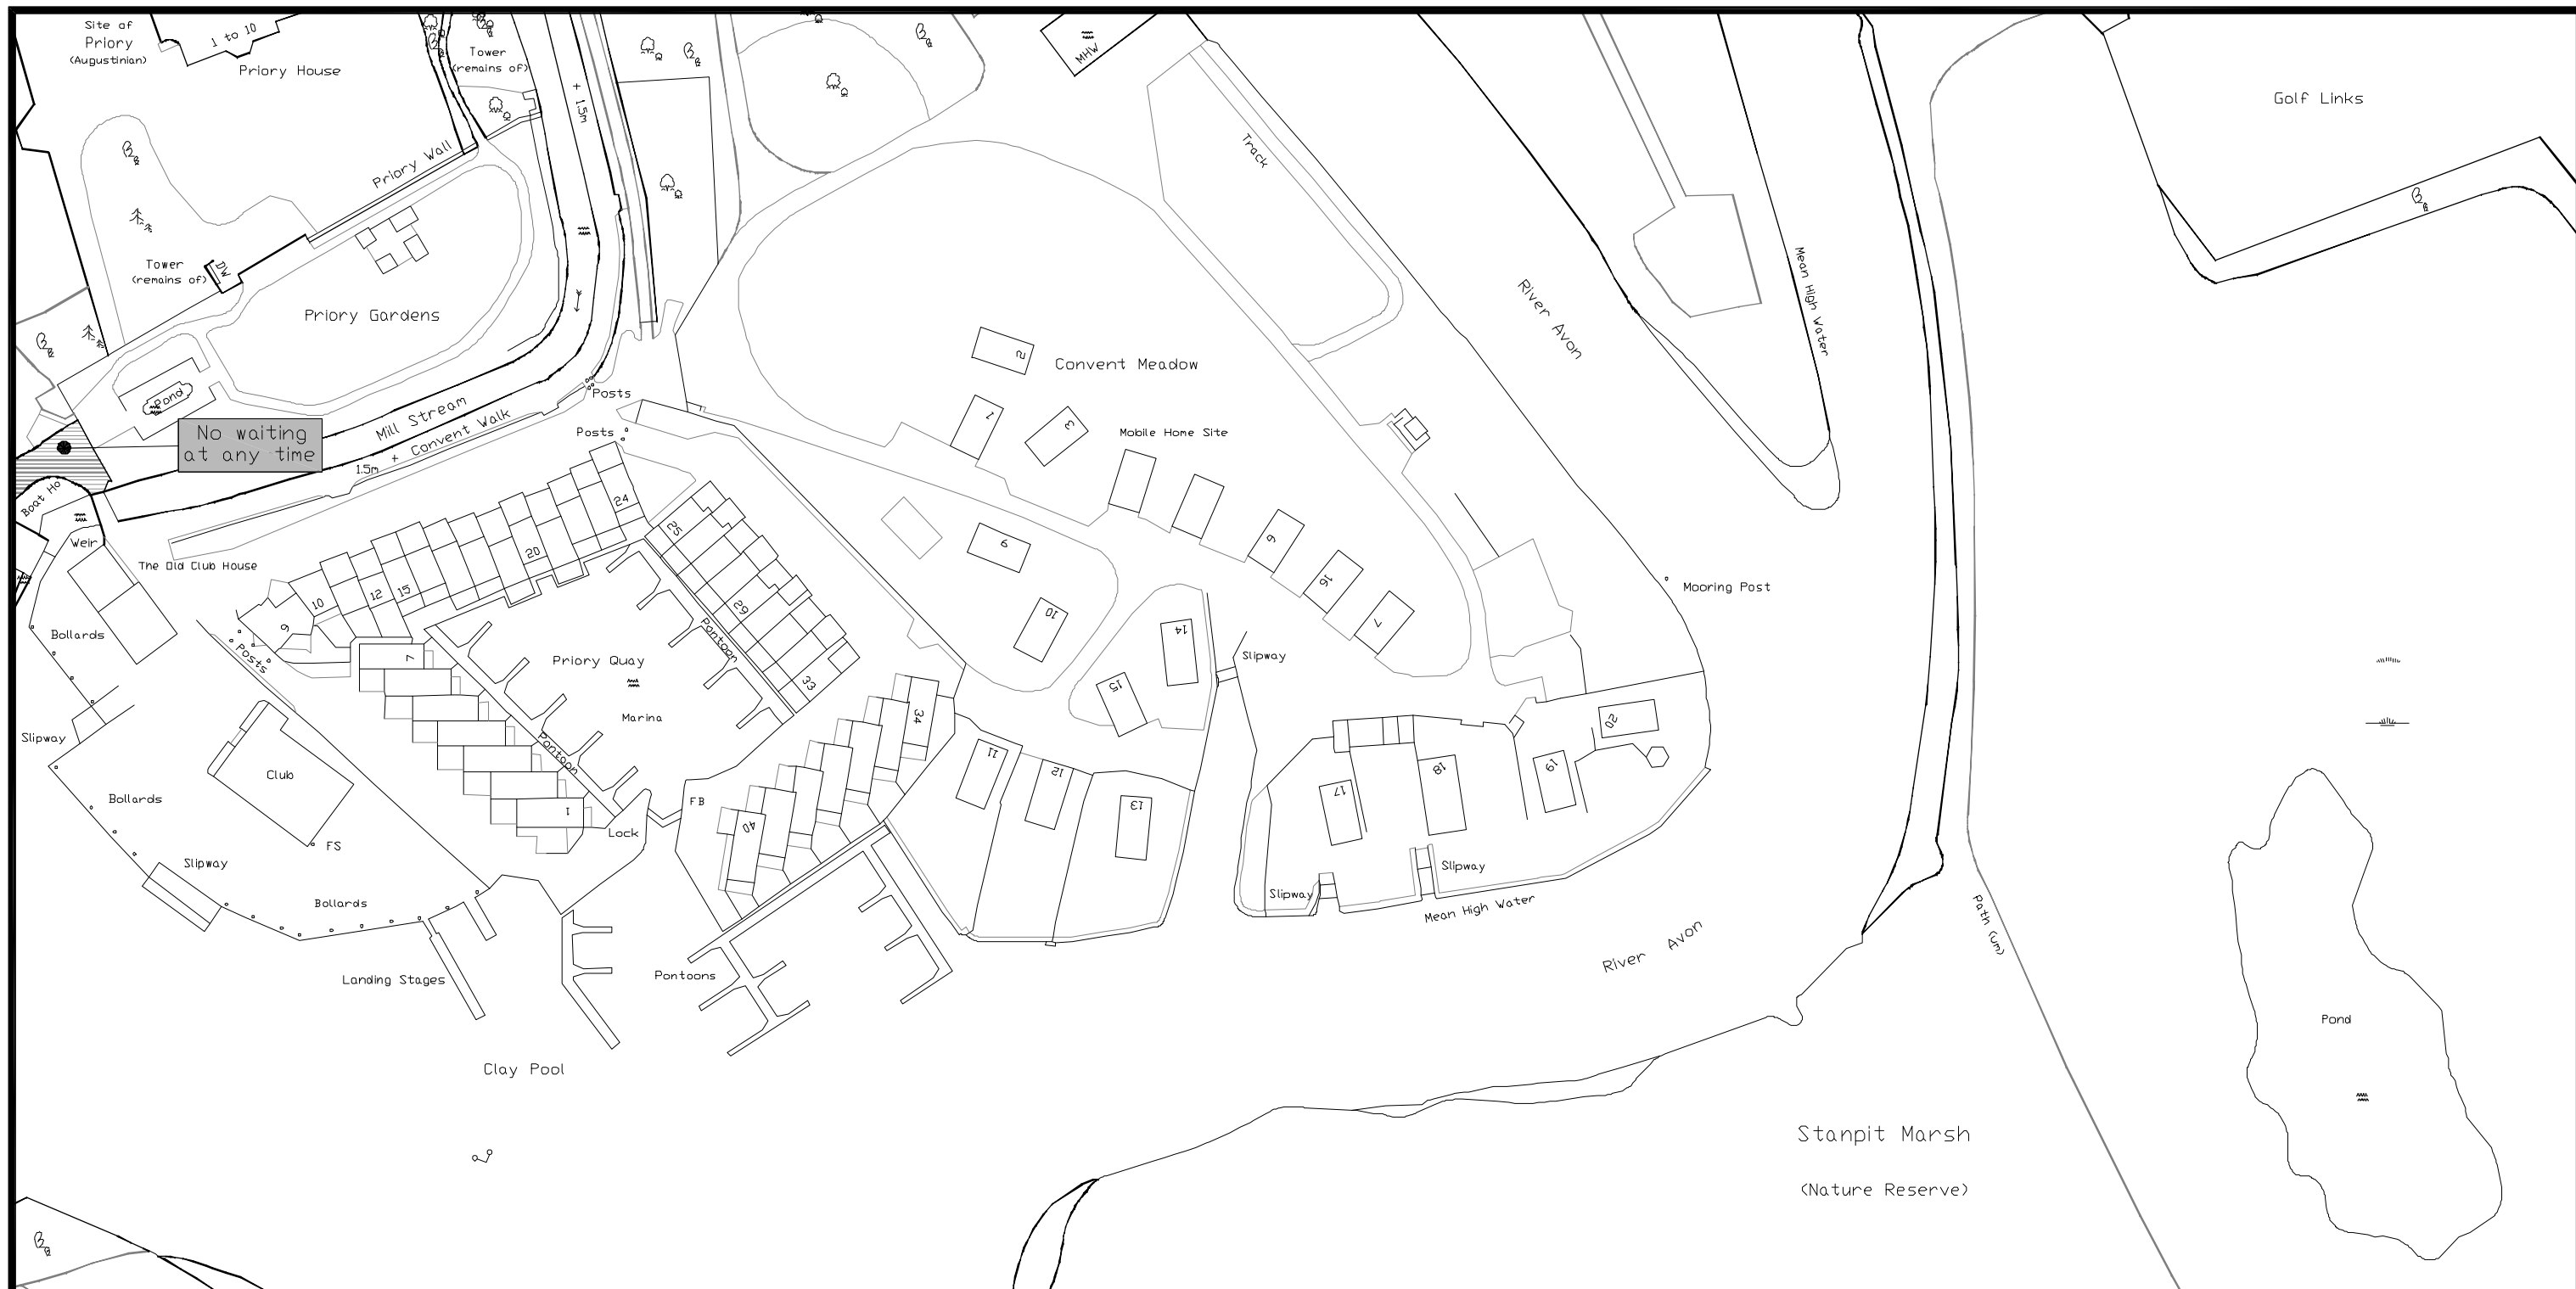 Site of
Priory
(Augustinian)
1 to 10
Priory House
Tower
(remains of)
+ 1.5m
MHW
Golf Links
Track
Priory Wall
Tower
(remains of)
DW
Priory Gardens
River Avon
Mean High Water
Pond
No waiting
at any time
Mill Stream
1.5m + Convent Walk
Posts
Posts
2
Convent Meadow
1
3
Mobile Home Site
Boat Ho
Weir
The Old Club House
24
20
25
9
6
16
7
Mooring Post
10
12
15
29
33
10
14
15
Slipway
Bollards
Posts
9
7
Priory Quay
Pontoon
Marina
Pontoon
34
Slipway
Club
Bollards
FS
Slipway
Bollards
1
Lock
FB
40
11
12
13
17
18
19
20
Slipway
Slipway
Mean High Water
River Avon
Path (um)
Landing Stages
Pontoons
Clay Pool
Pond
Stanpit Marsh
(Nature Reserve)